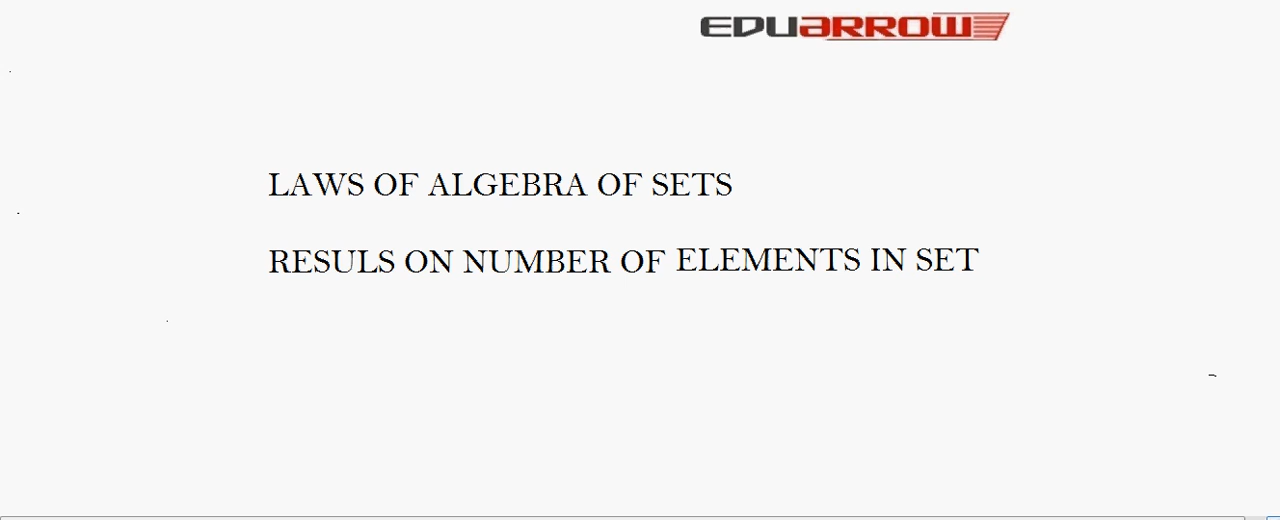 EDUARROW
LAWS OF ALGEBRA OF SETS
RESULS ON NUMBER OF ELEMENTS IN SET